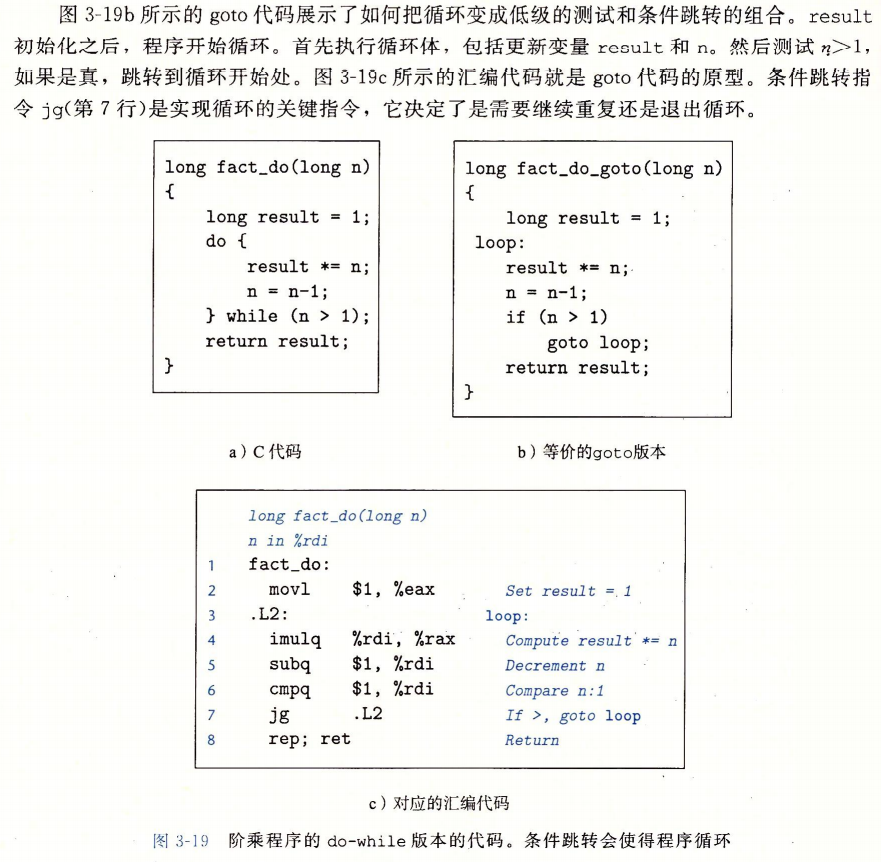 图 3-19b 所示的 goto 代码展示了如何把循环变成低级的测试和条件跳转的组合。result
初始化之后，程序开始循环。首先执行循环体，包括更新变量 result 和 n。然后测试 n>1，
如果是真，跳转到循环开始处。图 3-19c 所示的汇编代码就是 goto 代码的原型。条件跳转指
令 jg(第 7 行)是实现循环的关键指令，它决定了是需要继续重复还是退出循环。
long fact_do(long n)
{
long result = 1;
do {
result *= n;
n = n-1;
} while (n > 1);
return result;
}
a）C代码
long fact_do_goto(long n)
{
long result = 1;
loop:
result *= n;
n = n-1;
if (n > 1)
goto loop;
return result;
}
b）等价的goto版本
long fact_do(long n)
n in %rdi
1 fact_do:
2 movl $1, %eax Set result = 1
3 .L2: loop:
4 imulq %rdi, %rax Compute result *= n
5 subq $1, %rdi Decrement n
6 cmpq $1, %rdi Compare n:1
7 jg .L2 If >, goto loop
8 rep; ret Return
c）对应的汇编代码
图 3-19 阶乘程序的 do-while 版本的代码。条件跳转会使得程序循环